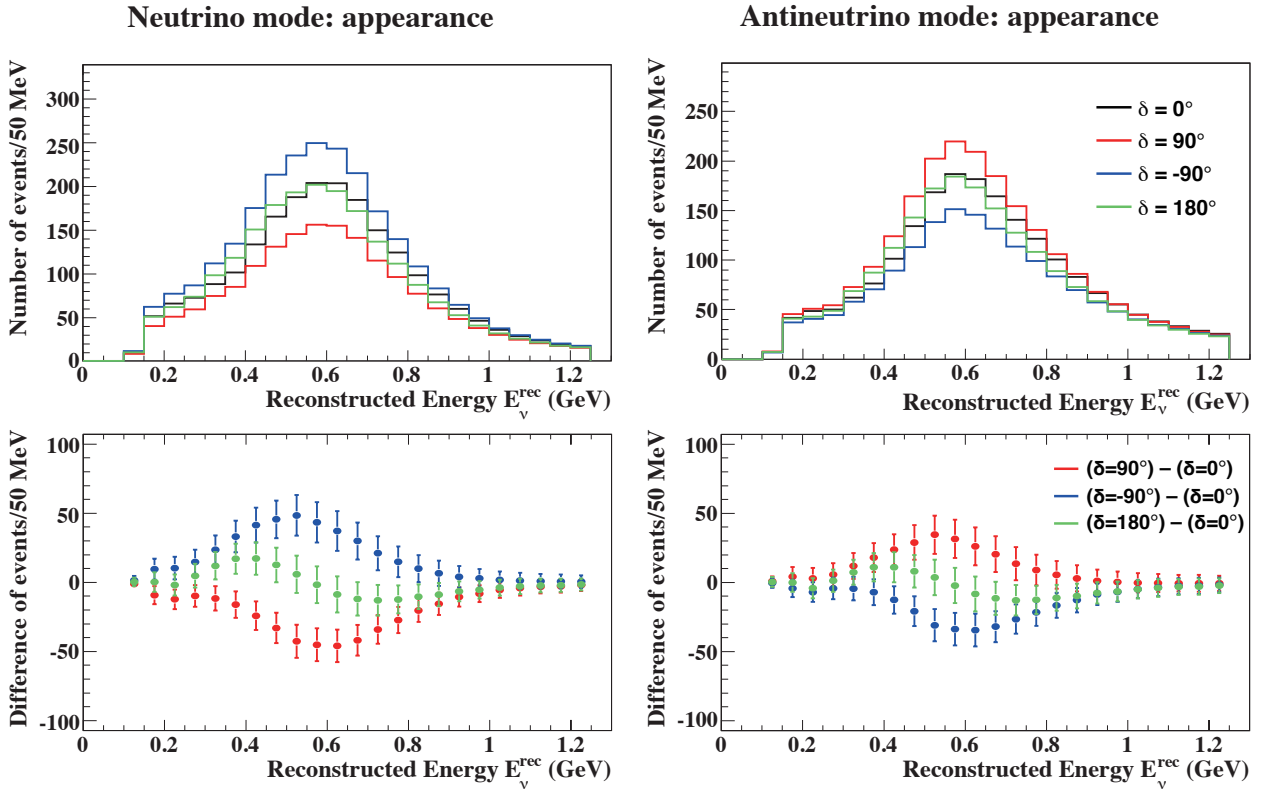 Neutrino mode: appearance
Number of events/50 MeV
300
250
200
150
100
50
0
0 0.2 0.4 0.6 0.8 1 1.2
Reconstructed Energy E_ν^rec (GeV)
Antineutrino mode: appearance
Number of events/50 MeV
250
200
150
100
50
0
δ = 0°
δ = 90°
δ = -90°
δ = 180°
0 0.2 0.4 0.6 0.8 1 1.2
Reconstructed Energy E_ν^rec (GeV)
Difference of events/50 MeV
100
50
0
-50
-100
0 0.2 0.4 0.6 0.8 1 1.2
Reconstructed Energy E_ν^rec (GeV)
Difference of events/50 MeV
100
50
0
-50
-100
(δ=90°) – (δ=0°)
(δ=-90°) – (δ=0°)
(δ=180°) – (δ=0°)
0 0.2 0.4 0.6 0.8 1 1.2
Reconstructed Energy E_ν^rec (GeV)